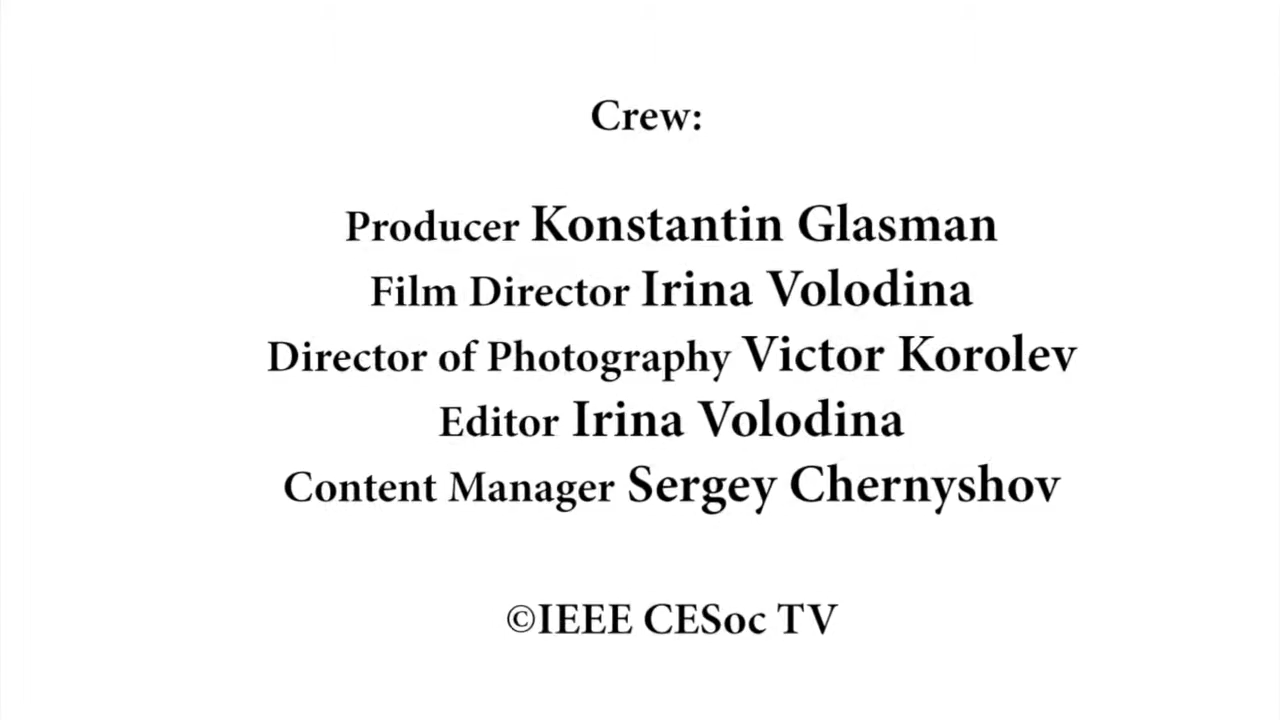 Crew:
Producer Konstantin Glasman
Film Director Irina Volodina
Director of Photography Victor Korolev
Editor Irina Volodina
Content Manager Sergey Chernyshov
©IEEE CESoc TV